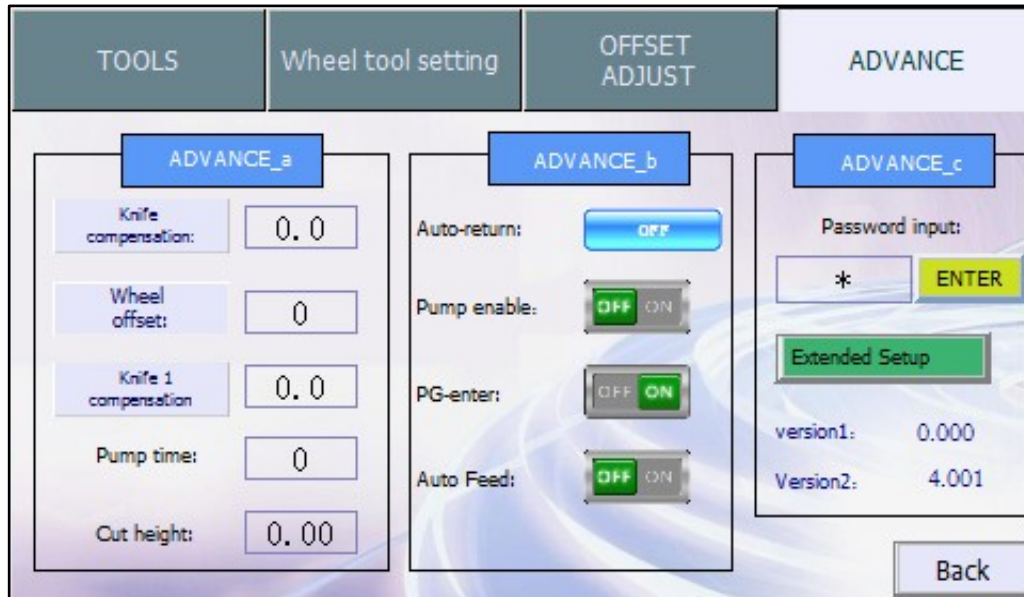 TOOLS
Wheel tool setting
OFFSET
ADJUST
ADVANCE
ADVANCE_a
Knife
compensation:
0.0
Wheel
offset:
0
Knife 1
compensation
0.0
Pump time:
0
Cut height:
0.00
ADVANCE_b
Auto-return:
OFF
Pump enable:
OFF ON
PG-enter:
OFF ON
Auto Feed:
OFF ON
ADVANCE_c
Password input:
* ENTER
Extended Setup
version1: 0.000
Version2: 4.001
Back